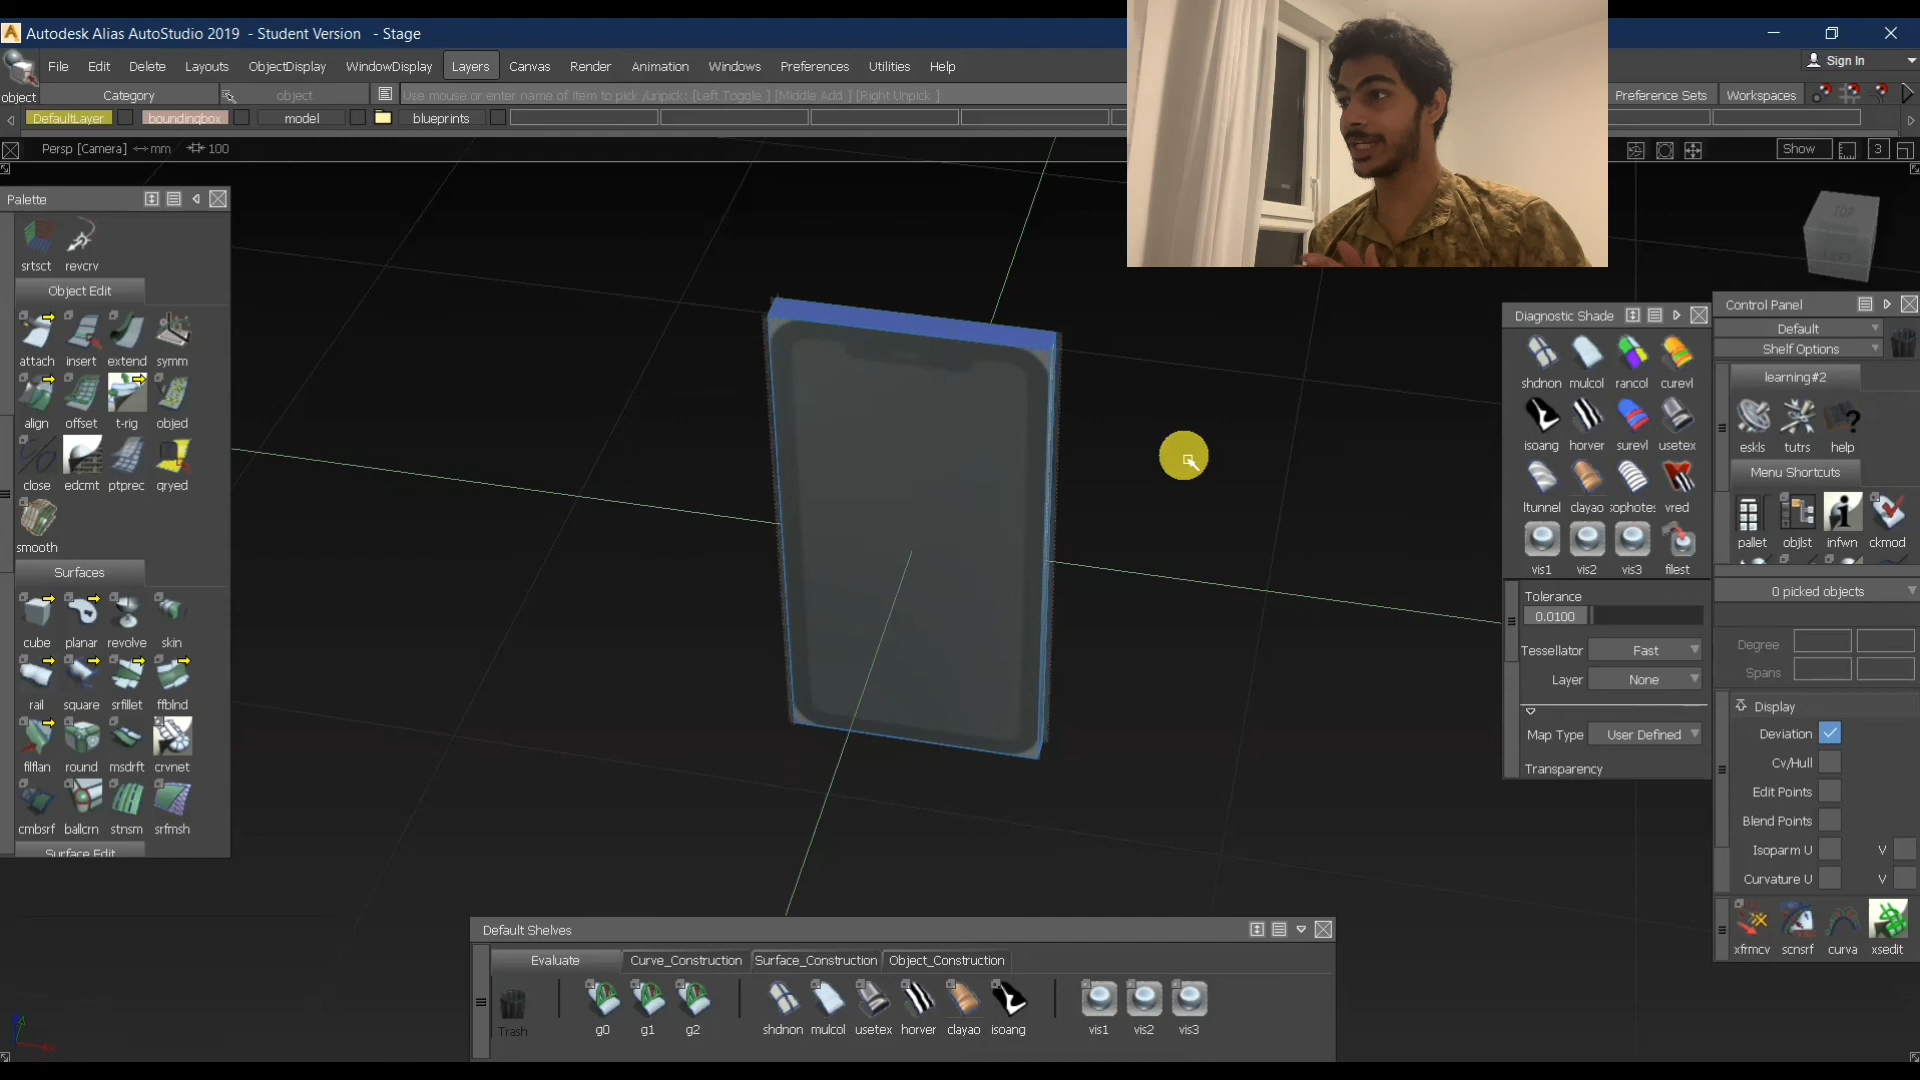 Autodesk Alias AutoStudio 2019 - Student Version - Stage
File Edit Delete Layouts ObjectDisplay WindowDisplay Layers Canvas Render Animation Windows Preferences Utilities Help
Sign In
object Category object Use mouse or enter name of item to pick /unpick: [Left Toggle ] [Middle Add ] [Right Unpick ]
Preference Sets Workspaces
DefaultLayer boundingbox model blueprints
Persp [Camera] mm 100
Show 3
Palette
srtsct revcrv
Object Edit
attach insert extend symm
align offset t-rig objed
close edcmt ptprec qryed
smooth
Surfaces
cube planar revolve skin
rail square srfillet ffblnd
filflan round msdrft crvnet
cmbsrf ballcrn stnsm srfmsh
Surface Edit
TOP
Diagnostic Shade
shdnon mulcol rancol curevl
isoang horver surevl usetex
ltunnel clayao sophotes vred
vis1 vis2 vis3 filest
Tolerance
0.0100
Tessellator Fast
Layer None
Map Type User Defined
Transparency
Control Panel
Default
Shelf Options
learning#2
eskls tutrs help
Menu Shortcuts
pallet objlst infwn ckmod
0 picked objects
Degree
Spans
Display
Deviation
Cv/Hull
Edit Points
Blend Points
Isoparm U V
Curvature U V
xfrmcv scnsrf curva xsedit
Default Shelves
Evaluate Curve_Construction Surface_Construction Object_Construction
Trash g0 g1 g2 shdnon mulcol usetex horver clayao isoang vis1 vis2 vis3